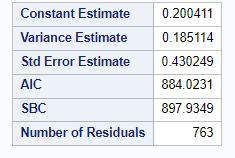 Constant Estimate 0.200411
Variance Estimate 0.185114
Std Error Estimate 0.430249
AIC 884.0231
SBC 897.9349
Number of Residuals 763